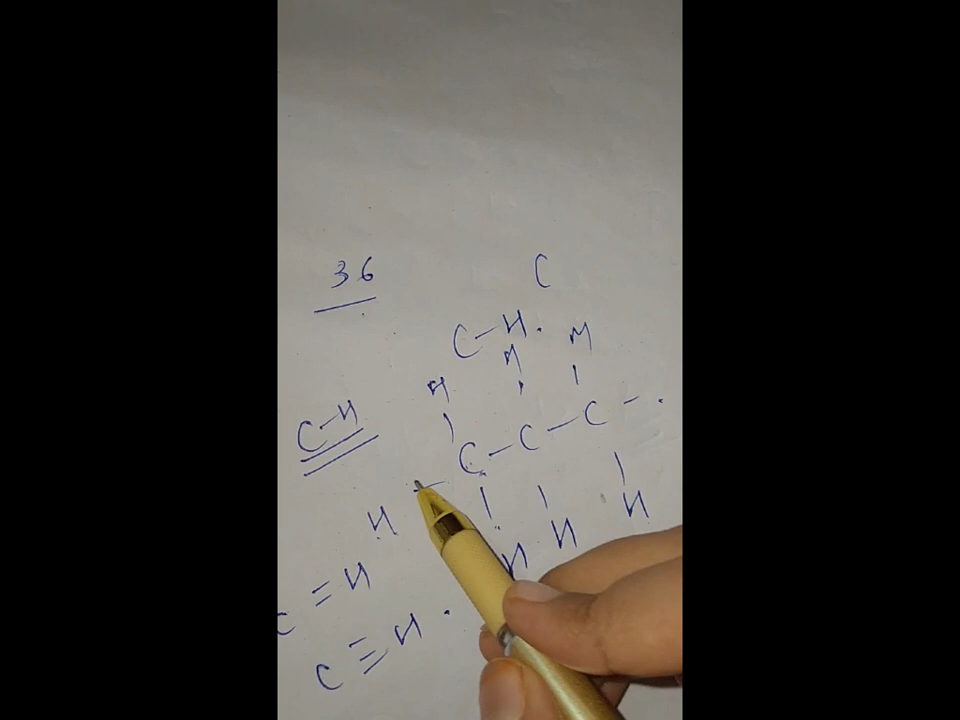 36
C
C-H.
H H H
C-H
C-C-C-.
H
H H H
C=H
C≡H.